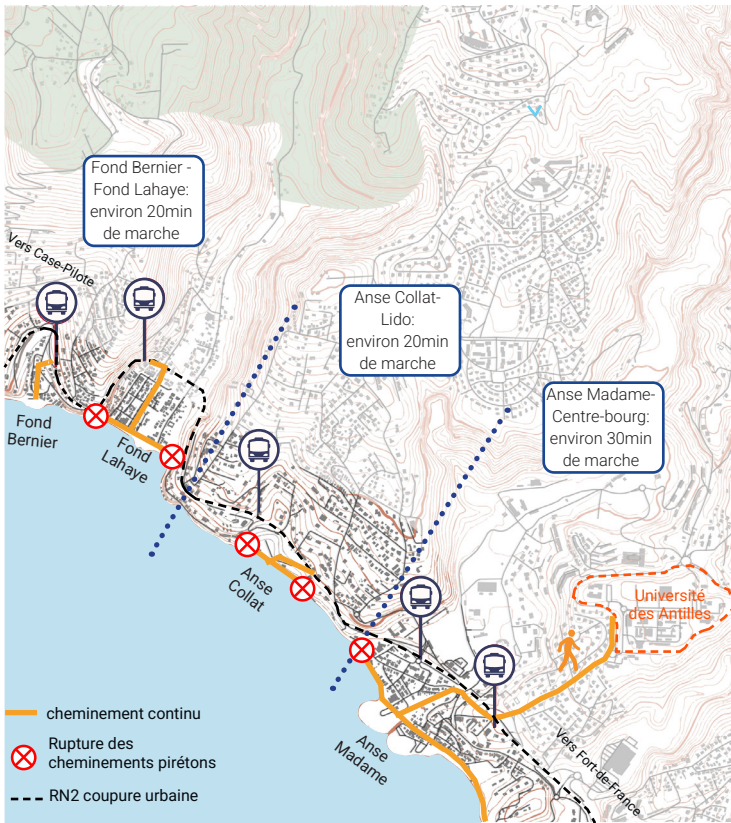 Fond Bernier -
Fond Lahaye:
environ 20min
de marche
Vers Case-Pilote
Anse Collat-
Lido:
environ 20min
de marche
Anse Madame-
Centre-bourg:
environ 30min
de marche
Fond
Bernier
Fond
Lahaye
Anse
Collat
Université
des Antilles
Anse
Madame
Vers Fort-de-France
cheminement continu
Rupture des
cheminements pirétons
RN2 coupure urbaine